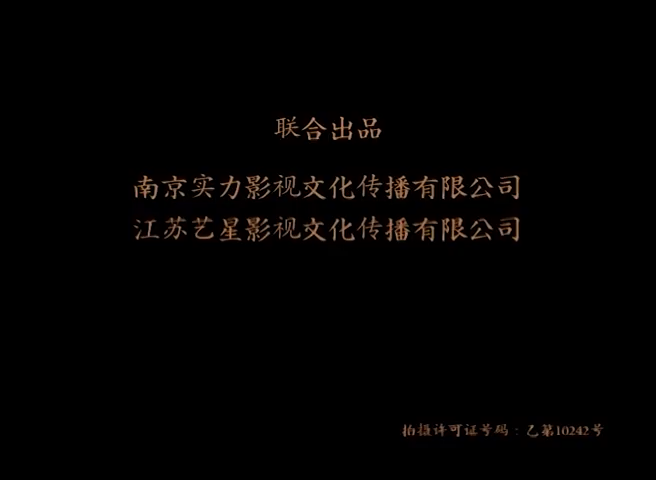 联合出品
南京实力影视文化传播有限公司
江苏艺星影视文化传播有限公司
拍摄许可证号码：乙第10242号